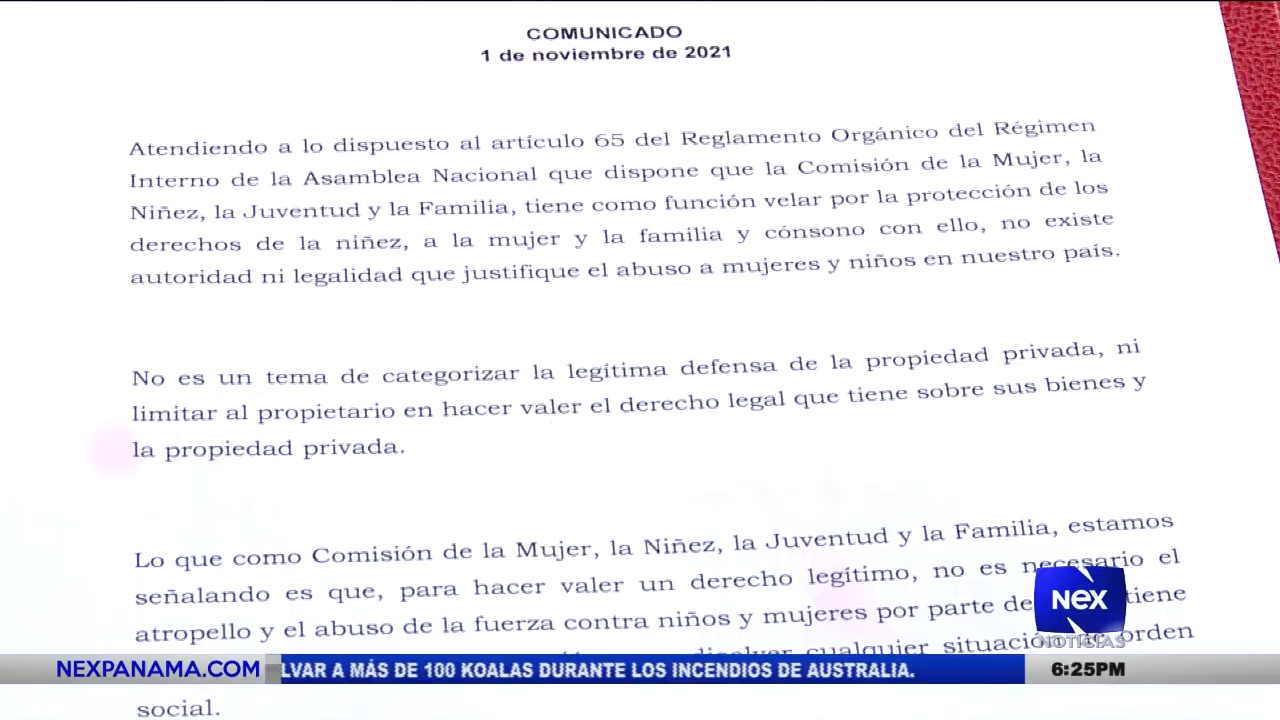 COMUNICADO
1 de noviembre de 2021
Atendiendo a lo dispuesto al artículo 65 del Reglamento Orgánico del Régimen
Interno de la Asamblea Nacional que dispone que la Comisión de la Mujer, la
Niñez, la Juventud y la Familia, tiene como función velar por la protección de los
derechos de la niñez, a la mujer y la familia y cónsono con ello, no existe
autoridad ni legalidad que justifique el abuso a mujeres y niños en nuestro país.
No es un tema de categorizar la legítima defensa de la propiedad privada, ni
limitar al propietario en hacer valer el derecho legal que tiene sobre sus bienes y
la propiedad privada.
Lo que como Comisión de la Mujer, la Niñez, la Juventud y la Familia, estamos
señalando es que, para hacer valer un derecho legítimo, no es necesario el
atropello y el abuso de la fuerza contra niños y mujeres por parte de tiene
cualquier situación de orden
social.
NEX
NOTICIAS
NEXPANAMA.COM LVAR A MÁS DE 100 KOALAS DURANTE LOS INCENDIOS DE AUSTRALIA. 6:25PM